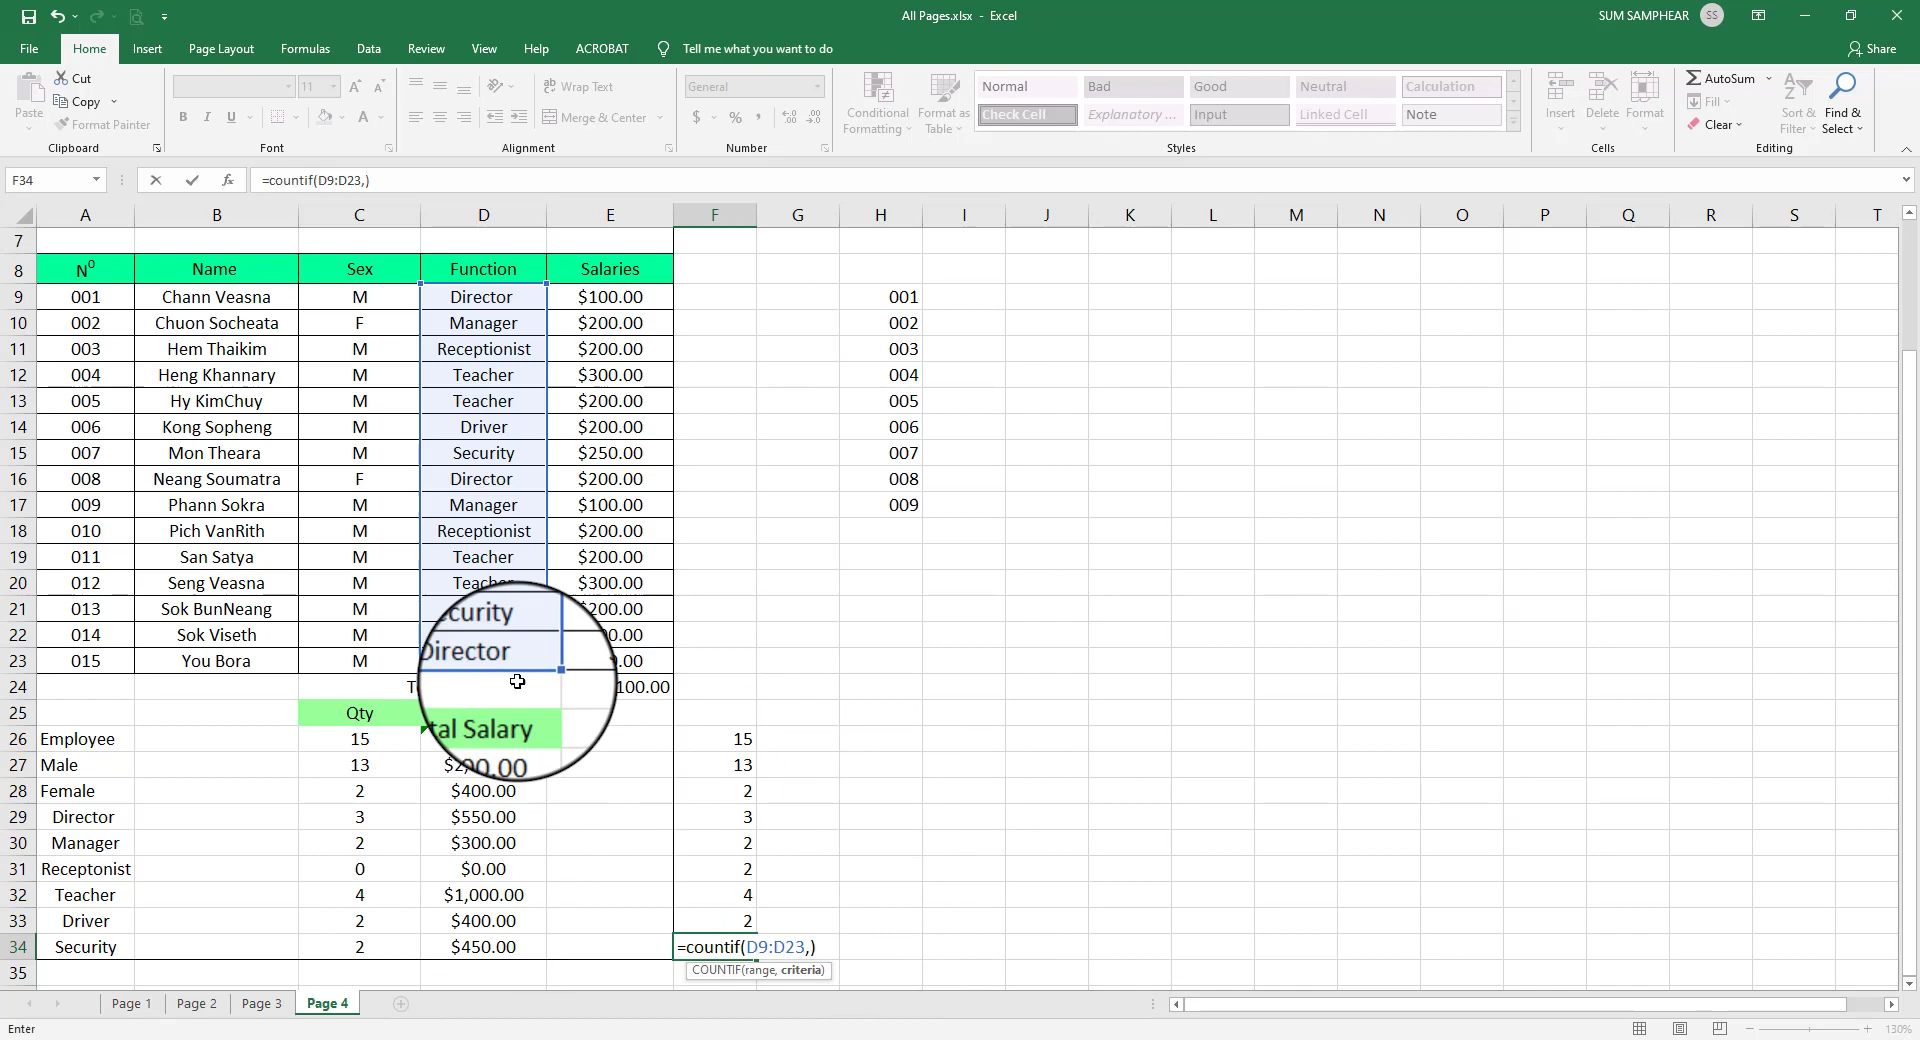 All Pages.xlsx - Excel
SUM SAMPHEAR SS
File Home Insert Page Layout Formulas Data Review View Help ACROBAT Tell me what you want to do Share
Paste Cut Copy Format Painter
Clipboard
11
B I U A
Font
Wrap Text
Merge & Center
Alignment
General
$ % ,
Number
Conditional Formatting
Format as Table
Normal Bad Good Neutral Calculation
Check Cell Explanatory ... Input Linked Cell Note
Styles
Insert Delete Format
Cells
AutoSum
Fill
Clear
Sort & Filter
Find & Select
Editing
F34 fx =countif(D9:D23,)
A B C D E F G H I J K L M N O P Q R S T
7
8 N⁰ Name Sex Function Salaries
9 001 Chann Veasna M Director $100.00 001
10 002 Chuon Socheata F Manager $200.00 002
11 003 Hem Thaikim M Receptionist $200.00 003
12 004 Heng Khannary M Teacher $300.00 004
13 005 Hy KimChuy M Teacher $200.00 005
14 006 Kong Sopheng M Driver $200.00 006
15 007 Mon Theara M Security $250.00 007
16 008 Neang Soumatra F Director $200.00 008
17 009 Phann Sokra M Manager $100.00 009
18 010 Pich VanRith M Receptionist $200.00
19 011 San Satya M Teacher $200.00
20 012 Seng Veasna M Teacher $300.00
21 013 Sok BunNeang M $200.00
22 014 Sok Viseth M curity
23 015 You Bora M Director
24 100.00
25 Qty tal Salary
26 Employee 15 15
27 Male 13 13
28 Female 2 $400.00 2
29 Director 3 $550.00 3
30 Manager 2 $300.00 2
31 Receptonist 0 $0.00 2
32 Teacher 4 $1,000.00 4
33 Driver 2 $400.00 2
34 Security 2 $450.00 =countif(D9:D23,)
35 COUNTIF(range, criteria)
Page 1 Page 2 Page 3 Page 4
Enter 130%